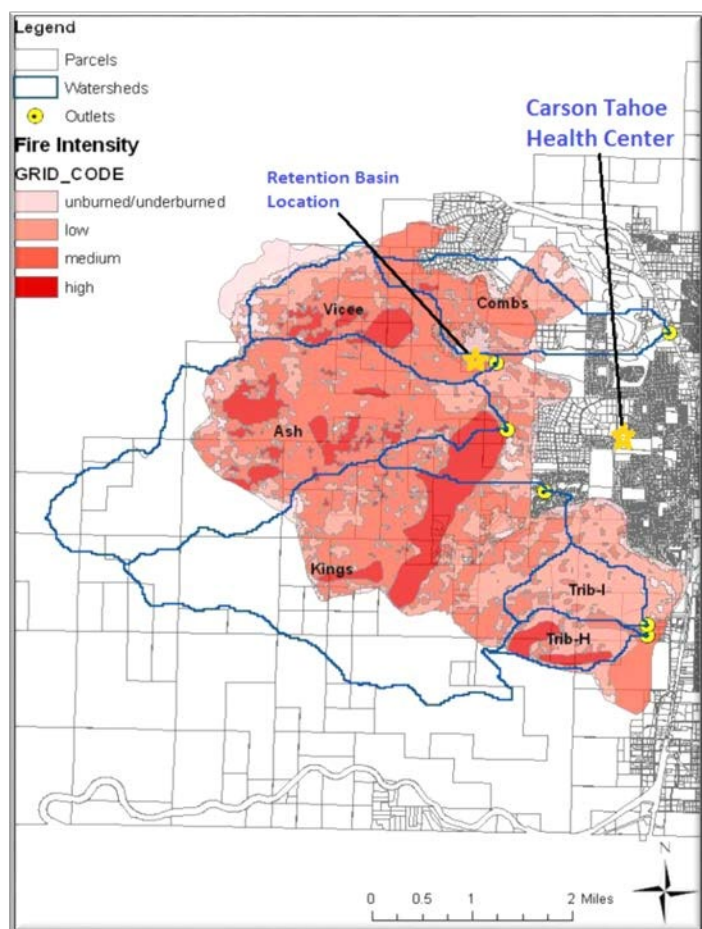 Legend
Parcels
Watersheds
Outlets
Fire Intensity
GRID_CODE
unburned/underburned
low
medium
high
Carson Tahoe
Health Center
Retention Basin
Location
Vicee
Combs
Ash
Kings
Trib-I
Trib-H
N
0 0.5 1 2 Miles